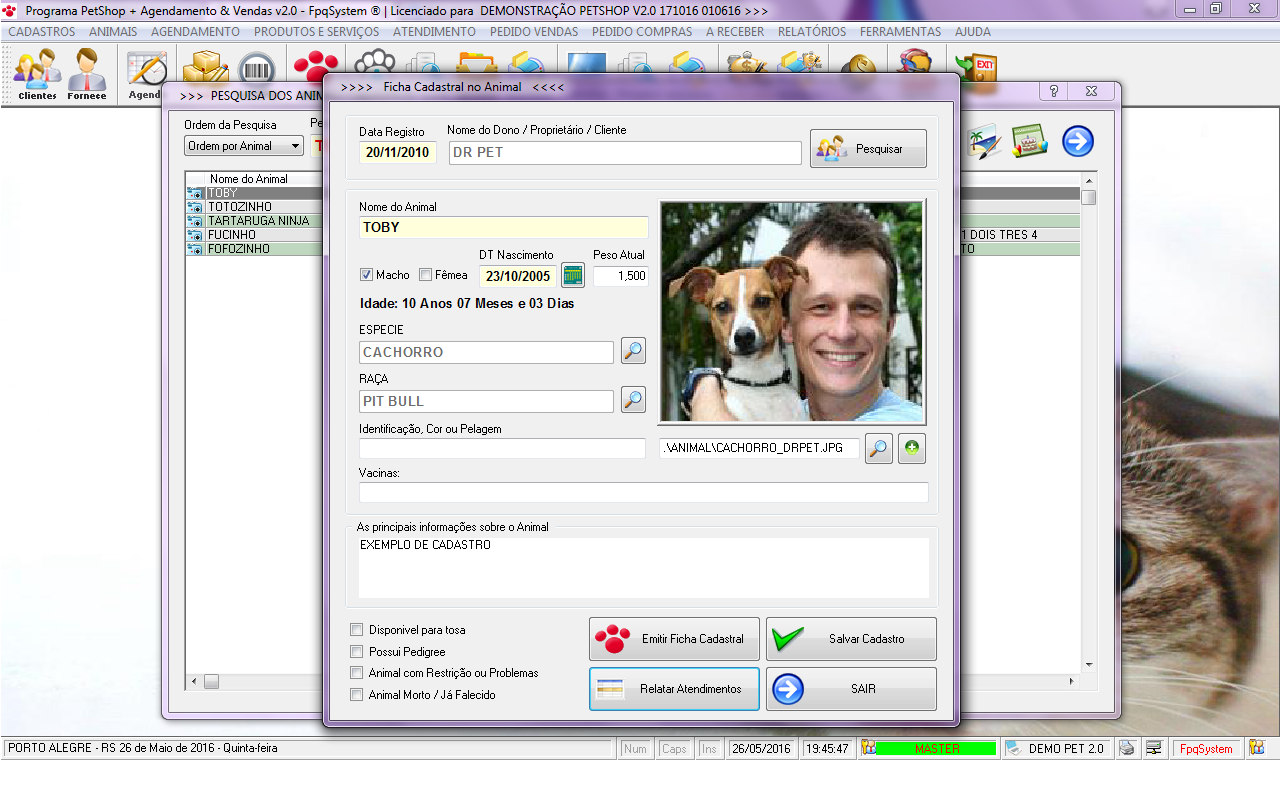 Programa PetShop + Agendamento & Vendas v2.0 - FpqSystem ® | Licenciado para DEMONSTRAÇÃO PETSHOP V2.0 171016 010616 >>>
CADASTROS ANIMAIS AGENDAMENTO PRODUTOS E SERVIÇOS ATENDIMENTO PEDIDO VENDAS PEDIDO COMPRAS A RECEBER RELATÓRIOS FERRAMENTAS AJUDA
EXIT
Clientes Fornece Agend
>>> PESQUISA DOS ANIM
Ordem da Pesquisa Pe
Ordem por Animal T
Nome do Animal
TOBY
TOTOZINHO
TARTARUGA NINJA
FUCINHO 1 DOIS TRES 4
FOFOZINHO TO
>>>> Ficha Cadastral no Animal <<<<
Data Registro Nome do Dono / Proprietário / Cliente
20/11/2010 DR PET Pesquisar
Nome do Animal
TOBY
DT Nascimento Peso Atual
Macho Fêmea 23/10/2005 1,500
Idade: 10 Anos 07 Meses e 03 Dias
ESPECIE
CACHORRO
RAÇA
PIT BULL
Identificação, Cor ou Pelagem
.\ANIMAL\CACHORRO_DRPET.JPG
Vacinas:
As principais informações sobre o Animal
EXEMPLO DE CADASTRO
Disponivel para tosa
Possui Pedigree
Animal com Restrição ou Problemas
Animal Morto / Já Falecido
Emitir Ficha Cadastral Salvar Cadastro
Relatar Atendimentos SAIR
PORTO ALEGRE - RS 26 de Maio de 2016 - Quinta-feira Num Caps Ins 26/05/2016 19:45:47 MASTER DEMO PET 2.0 FpqSystem